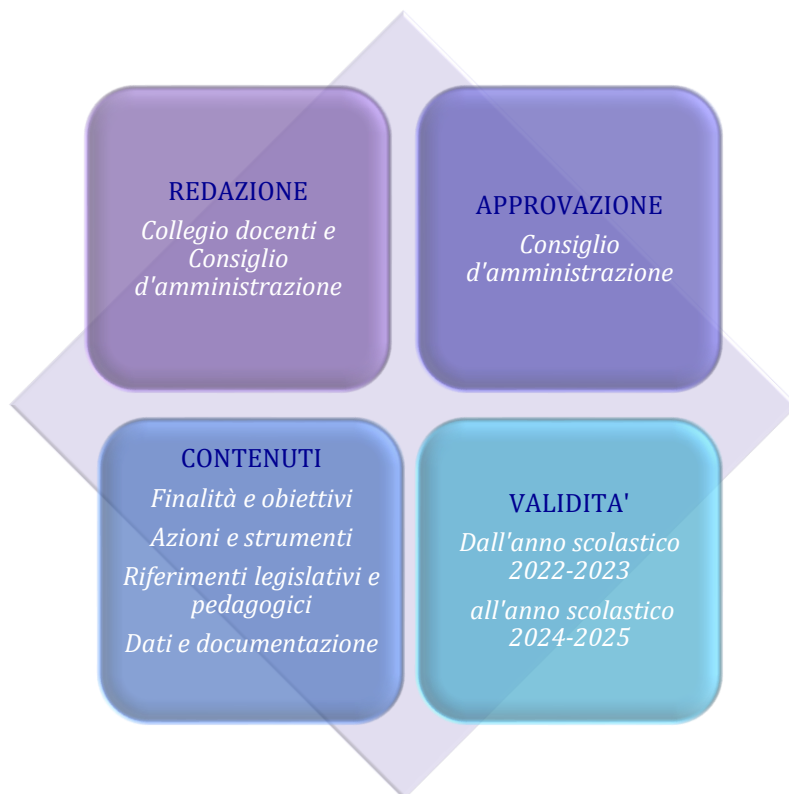 REDAZIONE
Collegio docenti e
Consiglio
d'amministrazione
APPROVAZIONE
Consiglio
d'amministrazione
CONTENUTI
Finalità e obiettivi
Azioni e strumenti
Riferimenti legislativi e
pedagogici
Dati e documentazione
VALIDITA'
Dall'anno scolastico
2022-2023
all'anno scolastico
2024-2025